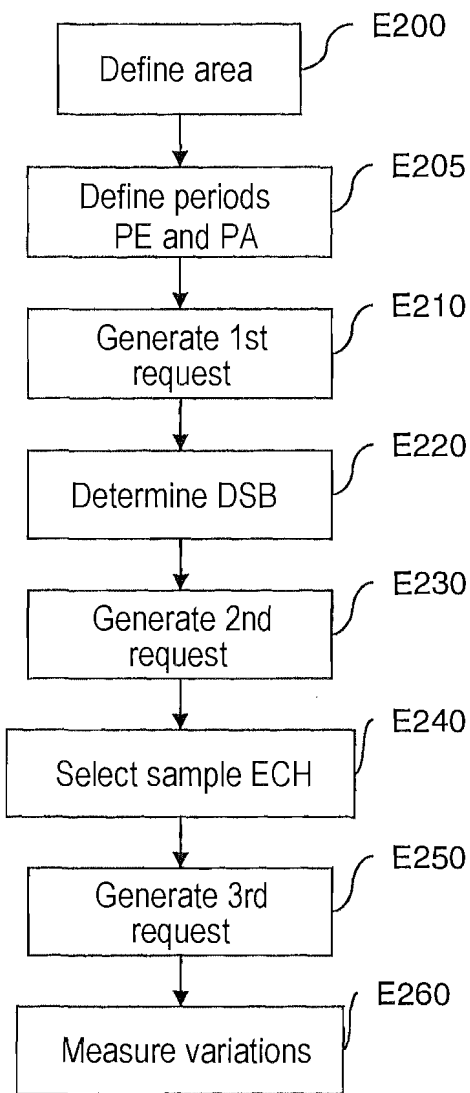 E200
Define area
E205
Define periods
PE and PA
E210
Generate 1st
request
E220
Determine DSB
E230
Generate 2nd
request
E240
Select sample ECH
E250
Generate 3rd
request
E260
Measure variations